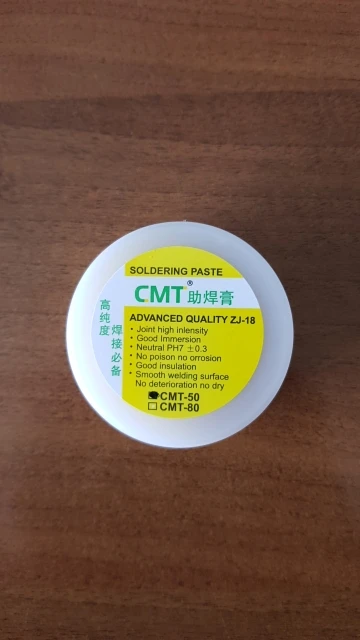 SOLDERING PASTE
CMT® 助焊膏
ADVANCED QUALITY ZJ-18
• Joint high inlensity
• Good Immersion
• Neutral PH7 ±0.3
• No poison no orrosion
• Good insulation
• Smooth welding surface
No deterioration no dry
CMT-50
CMT-80
高纯度
焊接必备